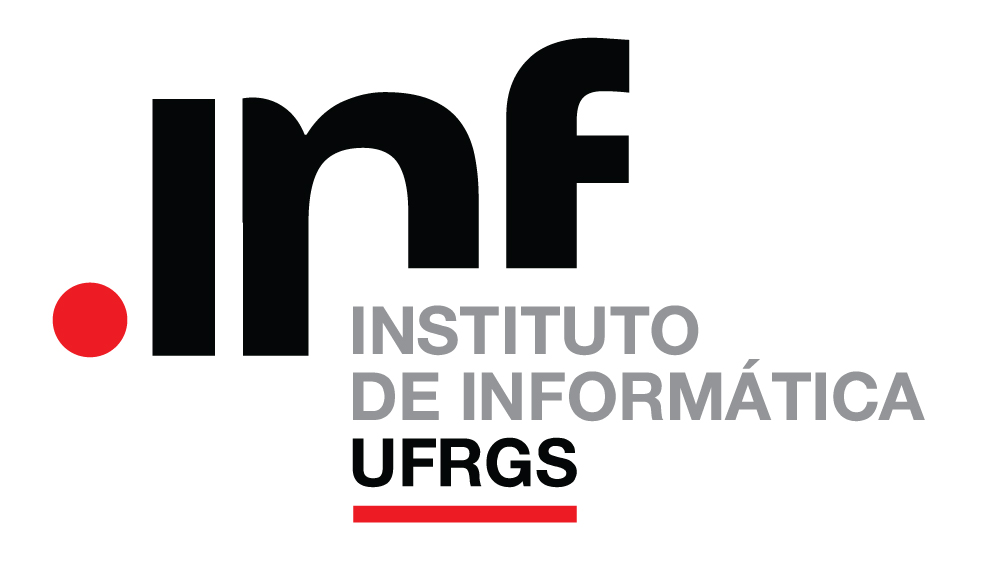 .inf
INSTITUTO
DE INFORMÁTICA
UFRGS